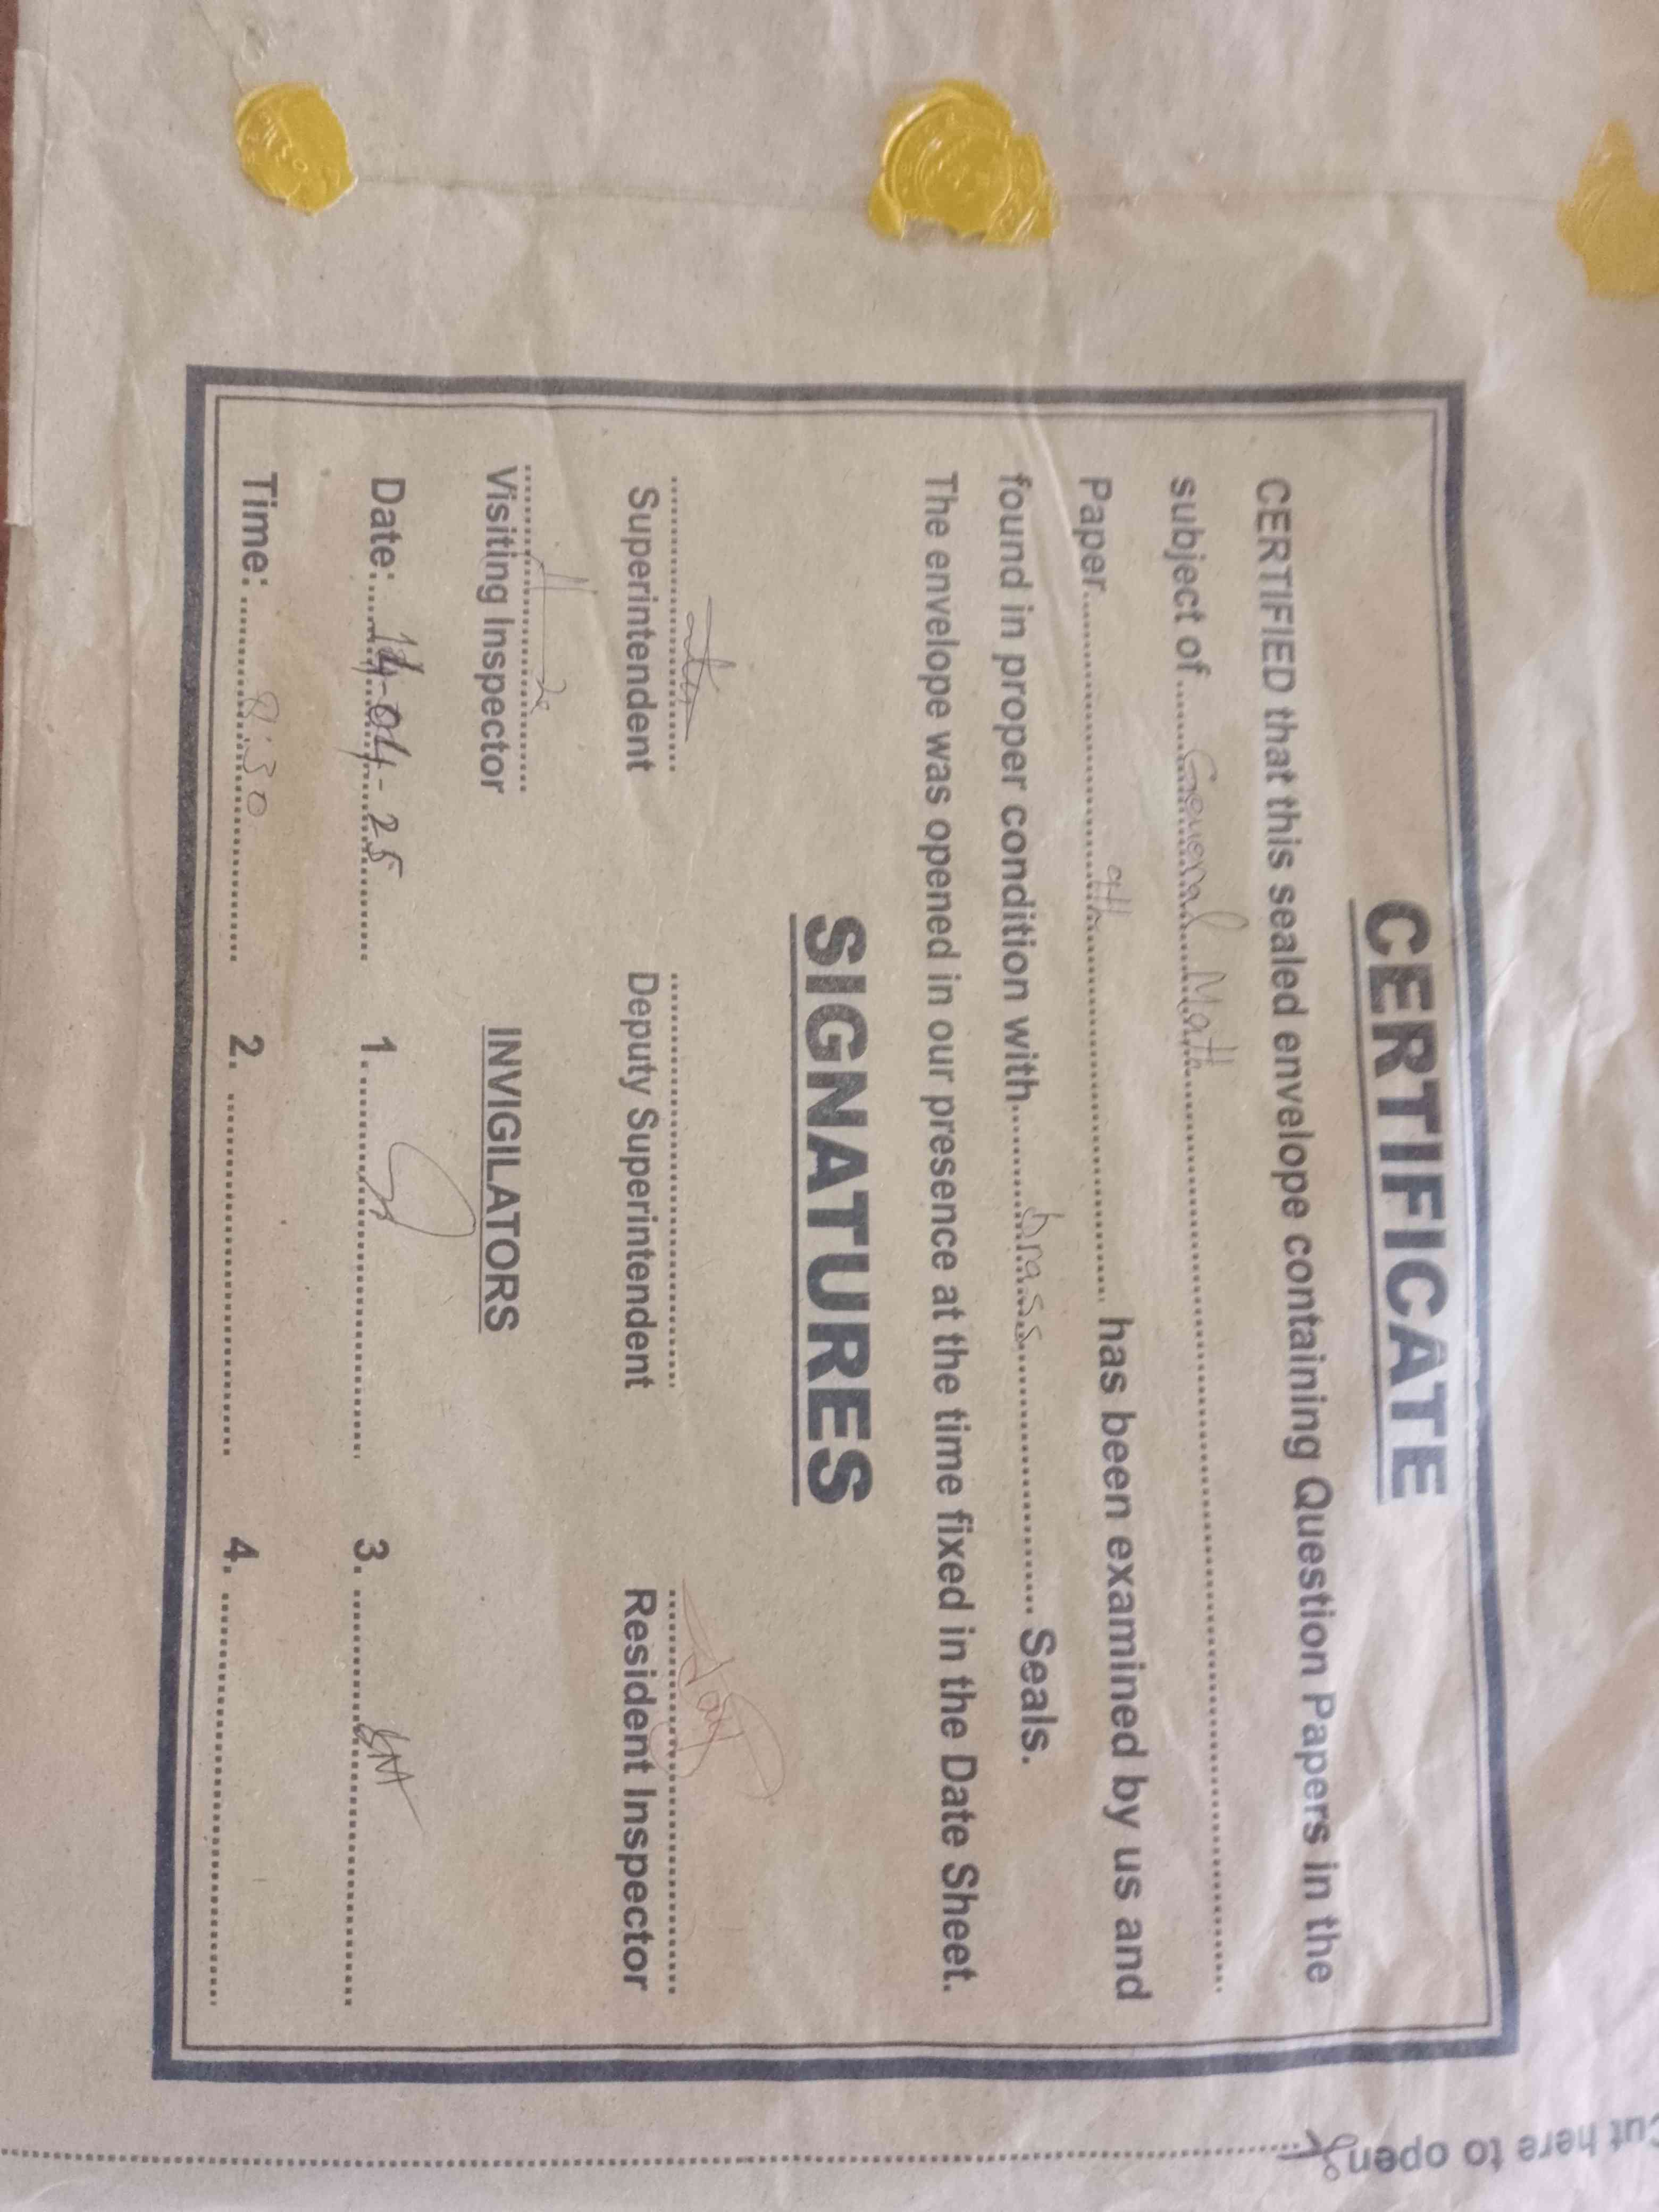 CERTIFICATE
CERTIFIED that this sealed envelope containing Question Papers in the
subject of ........ General Math ........
Paper ........ 9th ........ has been examined by us and
found in proper condition with ........ brass ........ Seals.
The envelope was opened in our presence at the time fixed in the Date Sheet.
SIGNATURES
Superintendent Deputy Superintendent Resident Inspector
Visiting Inspector INVIGILATORS
Date: 14-04-25 1. ........ 3. ........
Time: 8:30 2. ........ 4. ........
Cut here to open